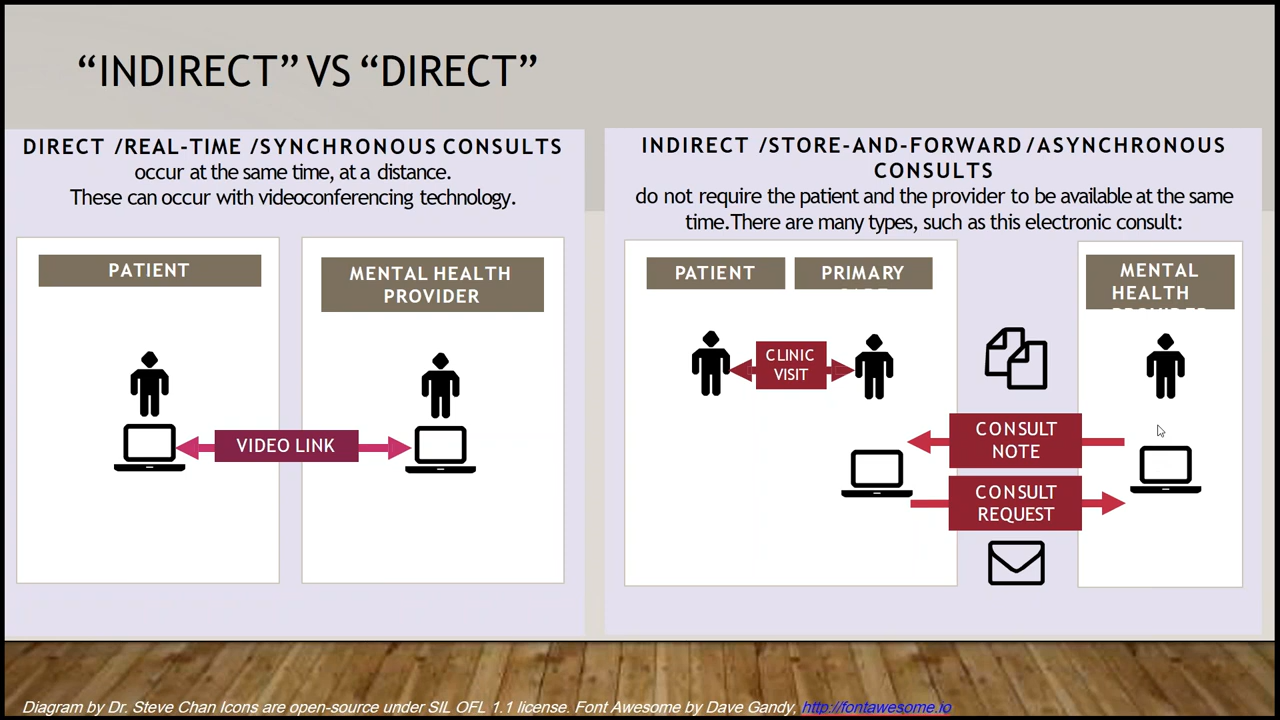 “INDIRECT” VS “DIRECT”
DIRECT /REAL-TIME /SYNCHRONOUS CONSULTS
occur at the same time, at a distance.
These can occur with videoconferencing technology.
PATIENT
MENTAL HEALTH
PROVIDER
VIDEO LINK
INDIRECT /STORE-AND-FORWARD /ASYNCHRONOUS
CONSULTS
do not require the patient and the provider to be available at the same
time. There are many types, such as this electronic consult:
PATIENT
PRIMARY
MENTAL
HEALTH
CLINIC
VISIT
CONSULT
NOTE
CONSULT
REQUEST
Diagram by Dr. Steve Chan Icons are open-source under SIL OFL 1.1 license. Font Awesome by Dave Gandy, http://fontawesome.io